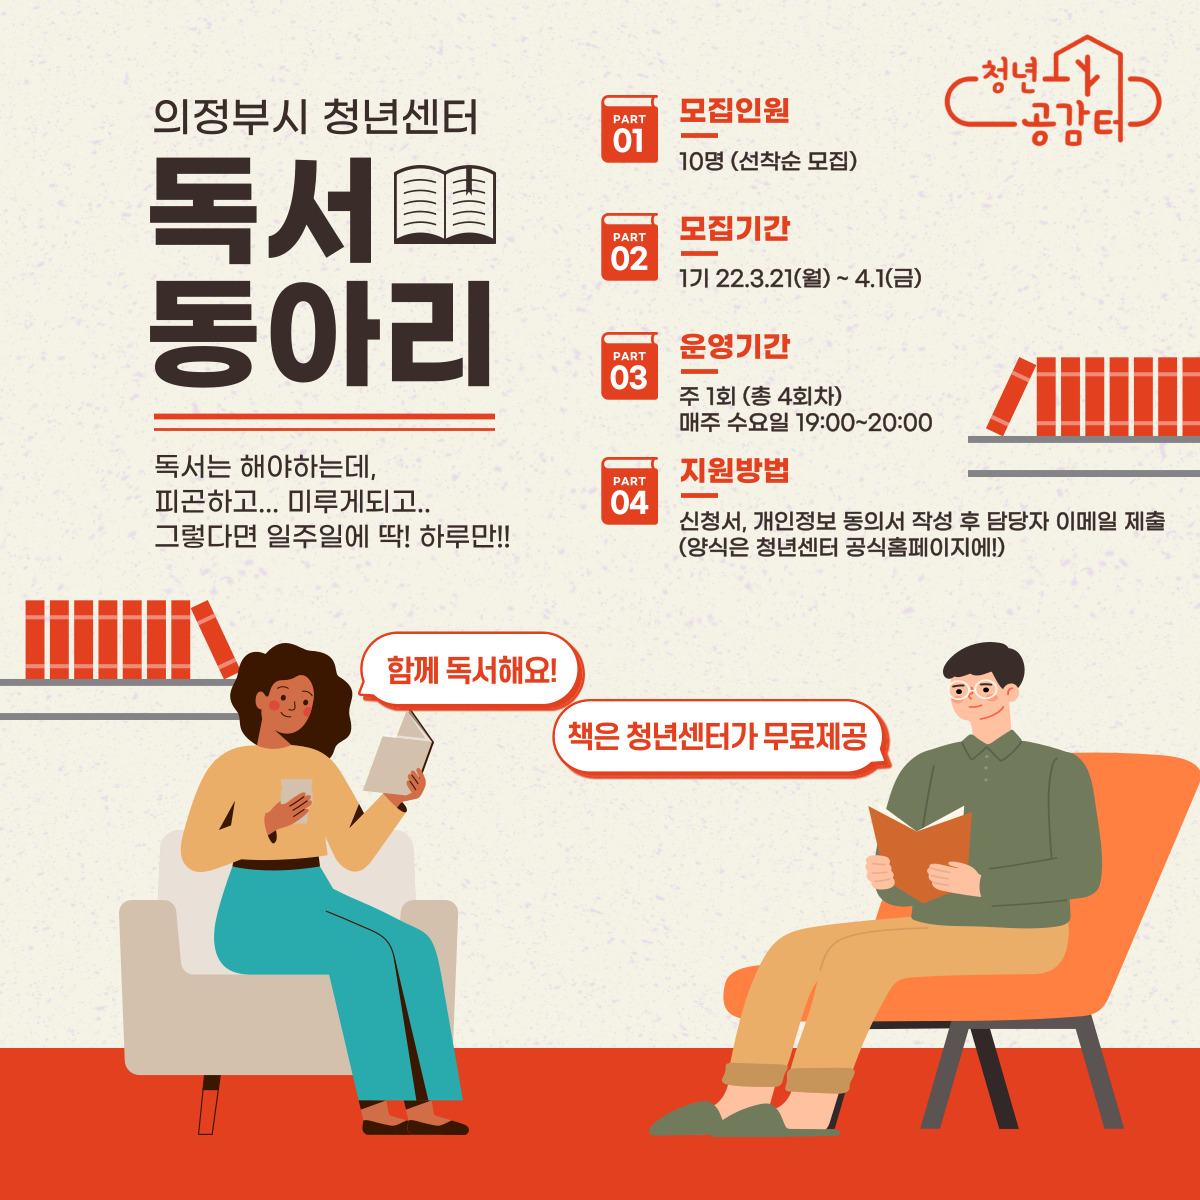 의정부시 청년센터
독서
동아리
독서는 해야하는데,
피곤하고... 미루게되고..
그렇다면 일주일에 딱! 하루만!!
청년
공감터
PART
01
모집인원
10명 (선착순 모집)
PART
02
모집기간
1기 22.3.21(월) ~ 4.1(금)
PART
03
운영기간
주 1회 (총 4회차)
매주 수요일 19:00~20:00
PART
04
지원방법
신청서, 개인정보 동의서 작성 후 담당자 이메일 제출
(양식은 청년센터 공식홈페이지에!)
함께 독서해요!
책은 청년센터가 무료제공